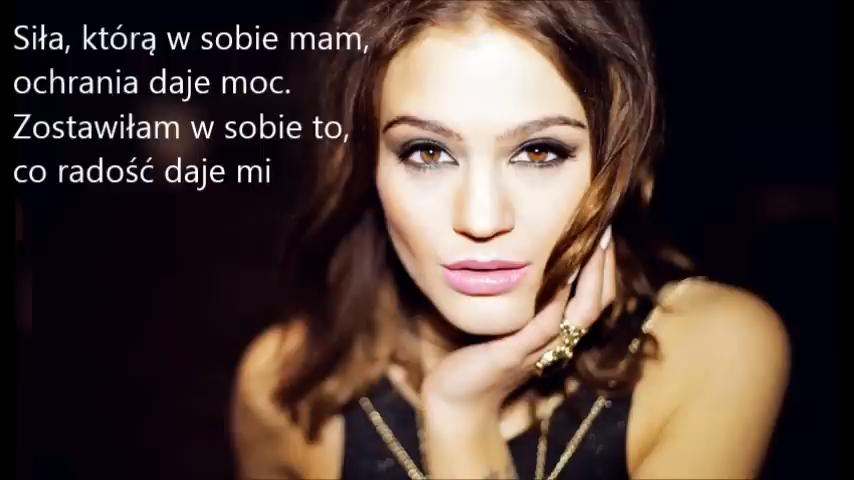 Siła, którą w sobie mam,
ochrania daje moc.
Zostawiłam w sobie to,
co radość daje mi